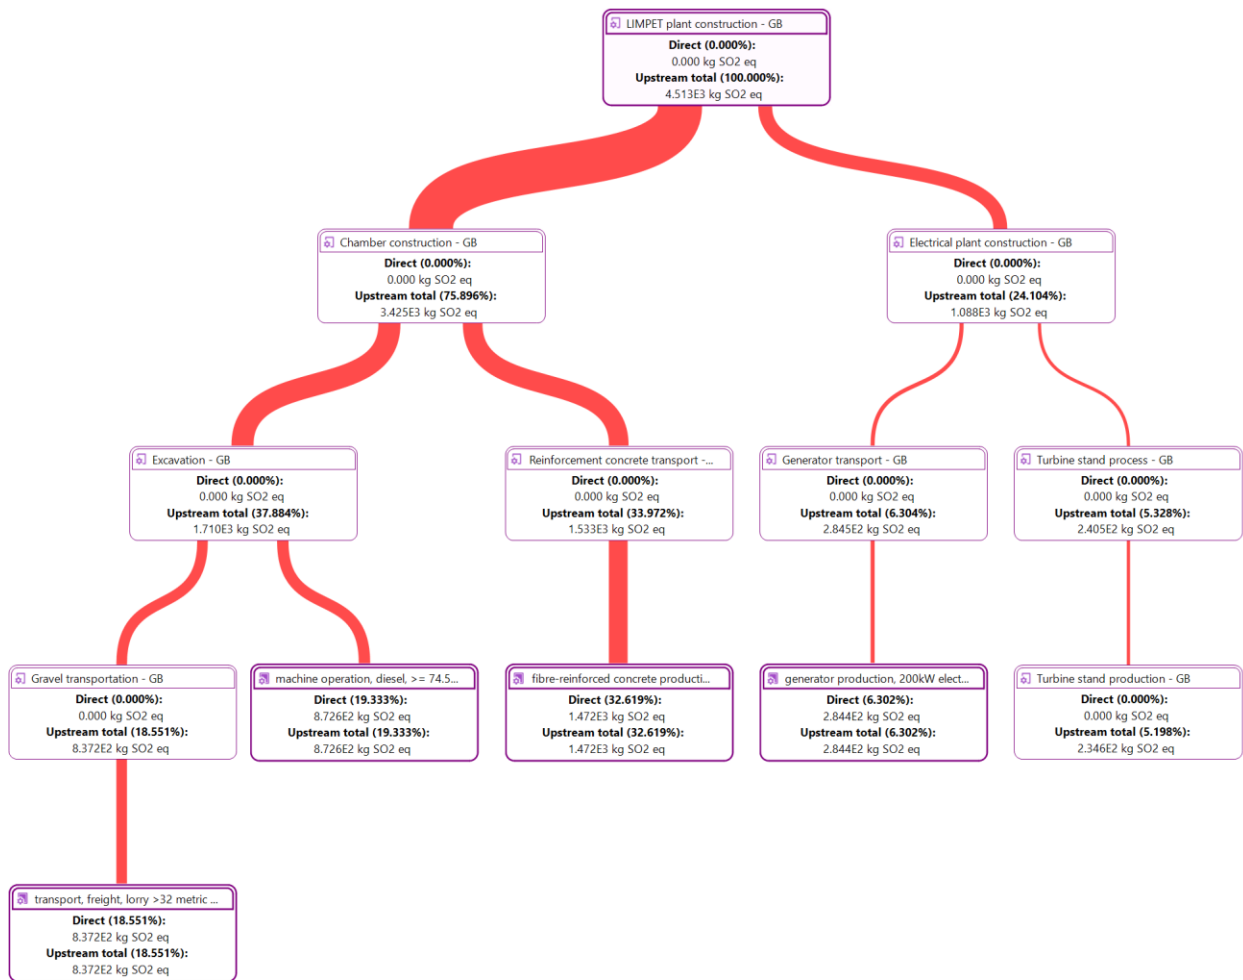 LIMPET plant construction - GB
Direct (0.000%):
0.000 kg SO2 eq
Upstream total (100.000%):
4.513E3 kg SO2 eq
Chamber construction - GB
Direct (0.000%):
0.000 kg SO2 eq
Upstream total (75.896%):
3.425E3 kg SO2 eq
Electrical plant construction - GB
Direct (0.000%):
0.000 kg SO2 eq
Upstream total (24.104%):
1.088E3 kg SO2 eq
Excavation - GB
Direct (0.000%):
0.000 kg SO2 eq
Upstream total (37.884%):
1.710E3 kg SO2 eq
Reinforcement concrete transport -...
Direct (0.000%):
0.000 kg SO2 eq
Upstream total (33.972%):
1.533E3 kg SO2 eq
Generator transport - GB
Direct (0.000%):
0.000 kg SO2 eq
Upstream total (6.304%):
2.845E2 kg SO2 eq
Turbine stand process - GB
Direct (0.000%):
0.000 kg SO2 eq
Upstream total (5.328%):
2.405E2 kg SO2 eq
Gravel transportation - GB
Direct (0.000%):
0.000 kg SO2 eq
Upstream total (18.551%):
8.372E2 kg SO2 eq
machine operation, diesel, >= 74.5...
Direct (19.333%):
8.726E2 kg SO2 eq
Upstream total (19.333%):
8.726E2 kg SO2 eq
fibre-reinforced concrete producti...
Direct (32.619%):
1.472E3 kg SO2 eq
Upstream total (32.619%):
1.472E3 kg SO2 eq
generator production, 200kW elect...
Direct (6.302%):
2.844E2 kg SO2 eq
Upstream total (6.302%):
2.844E2 kg SO2 eq
Turbine stand production - GB
Direct (0.000%):
0.000 kg SO2 eq
Upstream total (5.198%):
2.346E2 kg SO2 eq
transport, freight, lorry >32 metric ...
Direct (18.551%):
8.372E2 kg SO2 eq
Upstream total (18.551%):
8.372E2 kg SO2 eq